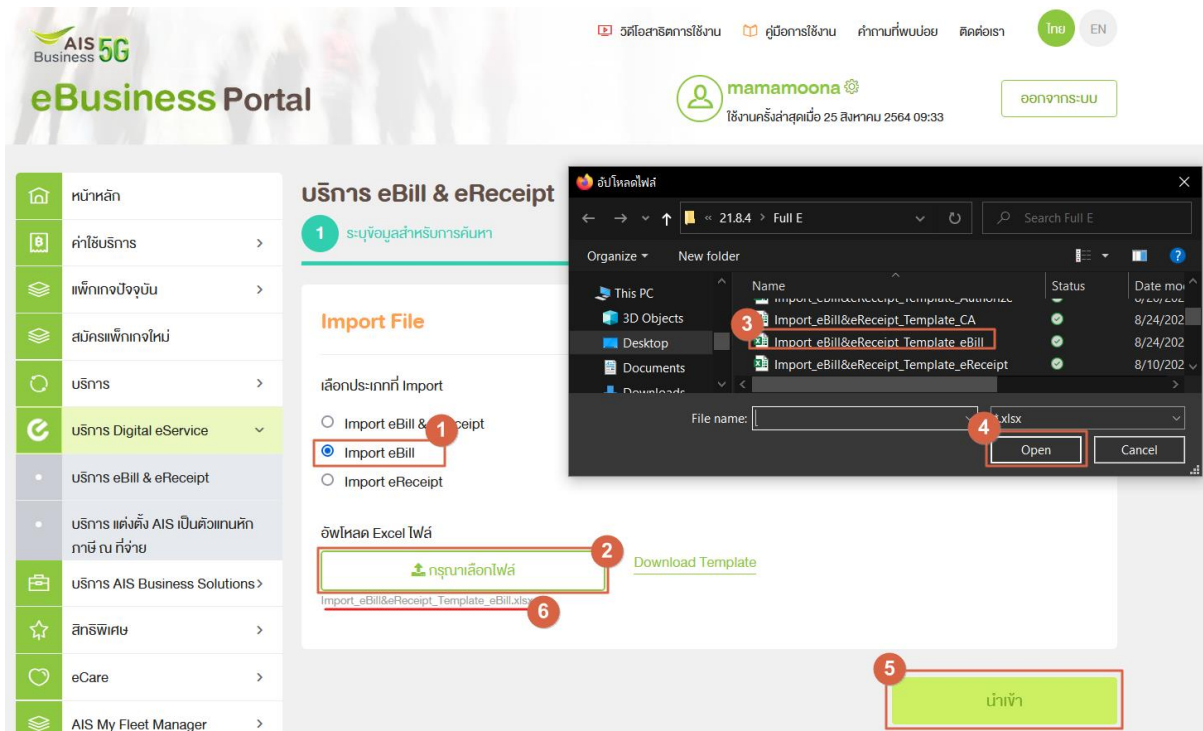 AIS 5G
Business
eBusiness Portal
วิดีโอสาธิตการใช้งาน คู่มือการใช้งาน คำถามที่พบบ่อย ติดต่อเรา ไทย EN
mamamoona
ใช้งานครั้งล่าสุดเมื่อ 25 สิงหาคม 2564 09:33
ออกจากระบบ
หน้าหลัก
ค่าใช้บริการ
แพ็กเกจปัจจุบัน
สมัครแพ็กเกจใหม่
บริการ
บริการ Digital eService
บริการ eBill & eReceipt
บริการ แต่งตั้ง AIS เป็นตัวแทนหัก
ภาษี ณ ที่จ่าย
บริการ AIS Business Solutions
สิทธิพิเศษ
eCare
AIS My Fleet Manager
บริการ eBill & eReceipt
1 ระบุข้อมูลสำหรับการค้นหา
Import File
เลือกประเภทที่ Import
Import eBill &
1
Import eBill
Import eReceipt
อัพโหลด Excel ไฟล์
2
กรุณาเลือกไฟล์
Download Template
Import_eBill&eReceipt_Template_eBill.xlsx
6
5
นำเข้า
อัปโหลดไฟล์
« 21.8.4 > Full E
Search Full E
Organize New folder
This PC
3D Objects
Desktop
Documents
Downloads
Name Status Date mo
Import_eBill&eReceipt_Template_Authorize
Import_eBill&eReceipt_Template_CA 8/24/202
3
Import_eBill&eReceipt_Template_eBill 8/24/202
Import_eBill&eReceipt_Template_eReceipt 8/10/202
File name: .xlsx
4
Open Cancel